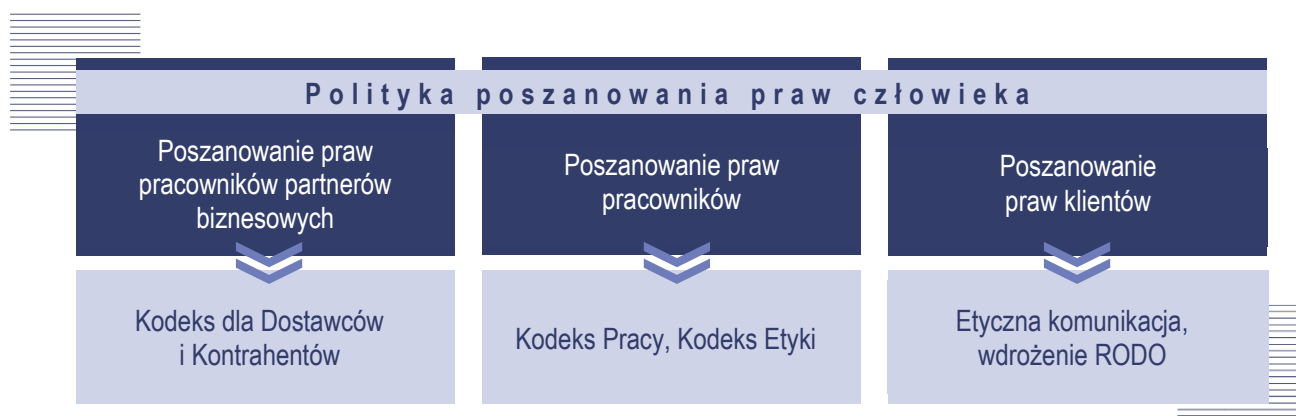 Polityka poszanowania praw człowieka
Poszanowanie praw
pracowników partnerów
biznesowych
Poszanowanie praw
pracowników
Poszanowanie
praw klientów
Kodeks dla Dostawców
i Kontrahentów
Kodeks Pracy, Kodeks Etyki
Etyczna komunikacja,
wdrożenie RODO